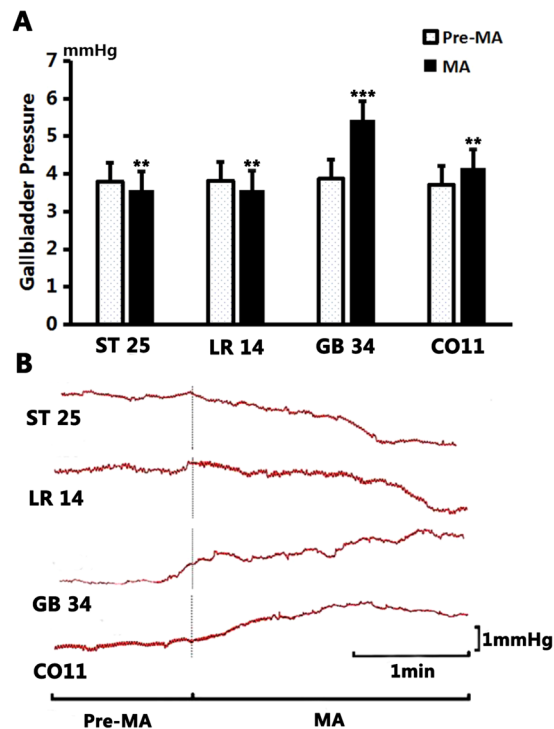 A
mmHg
Pre-MA
MA
Gallbladder Pressure
7
6
5
4
3
2
1
0
**
**
***
**
ST 25
LR 14
GB 34
CO11
B
ST 25
LR 14
GB 34
CO11
1mmHg
1min
Pre-MA
MA